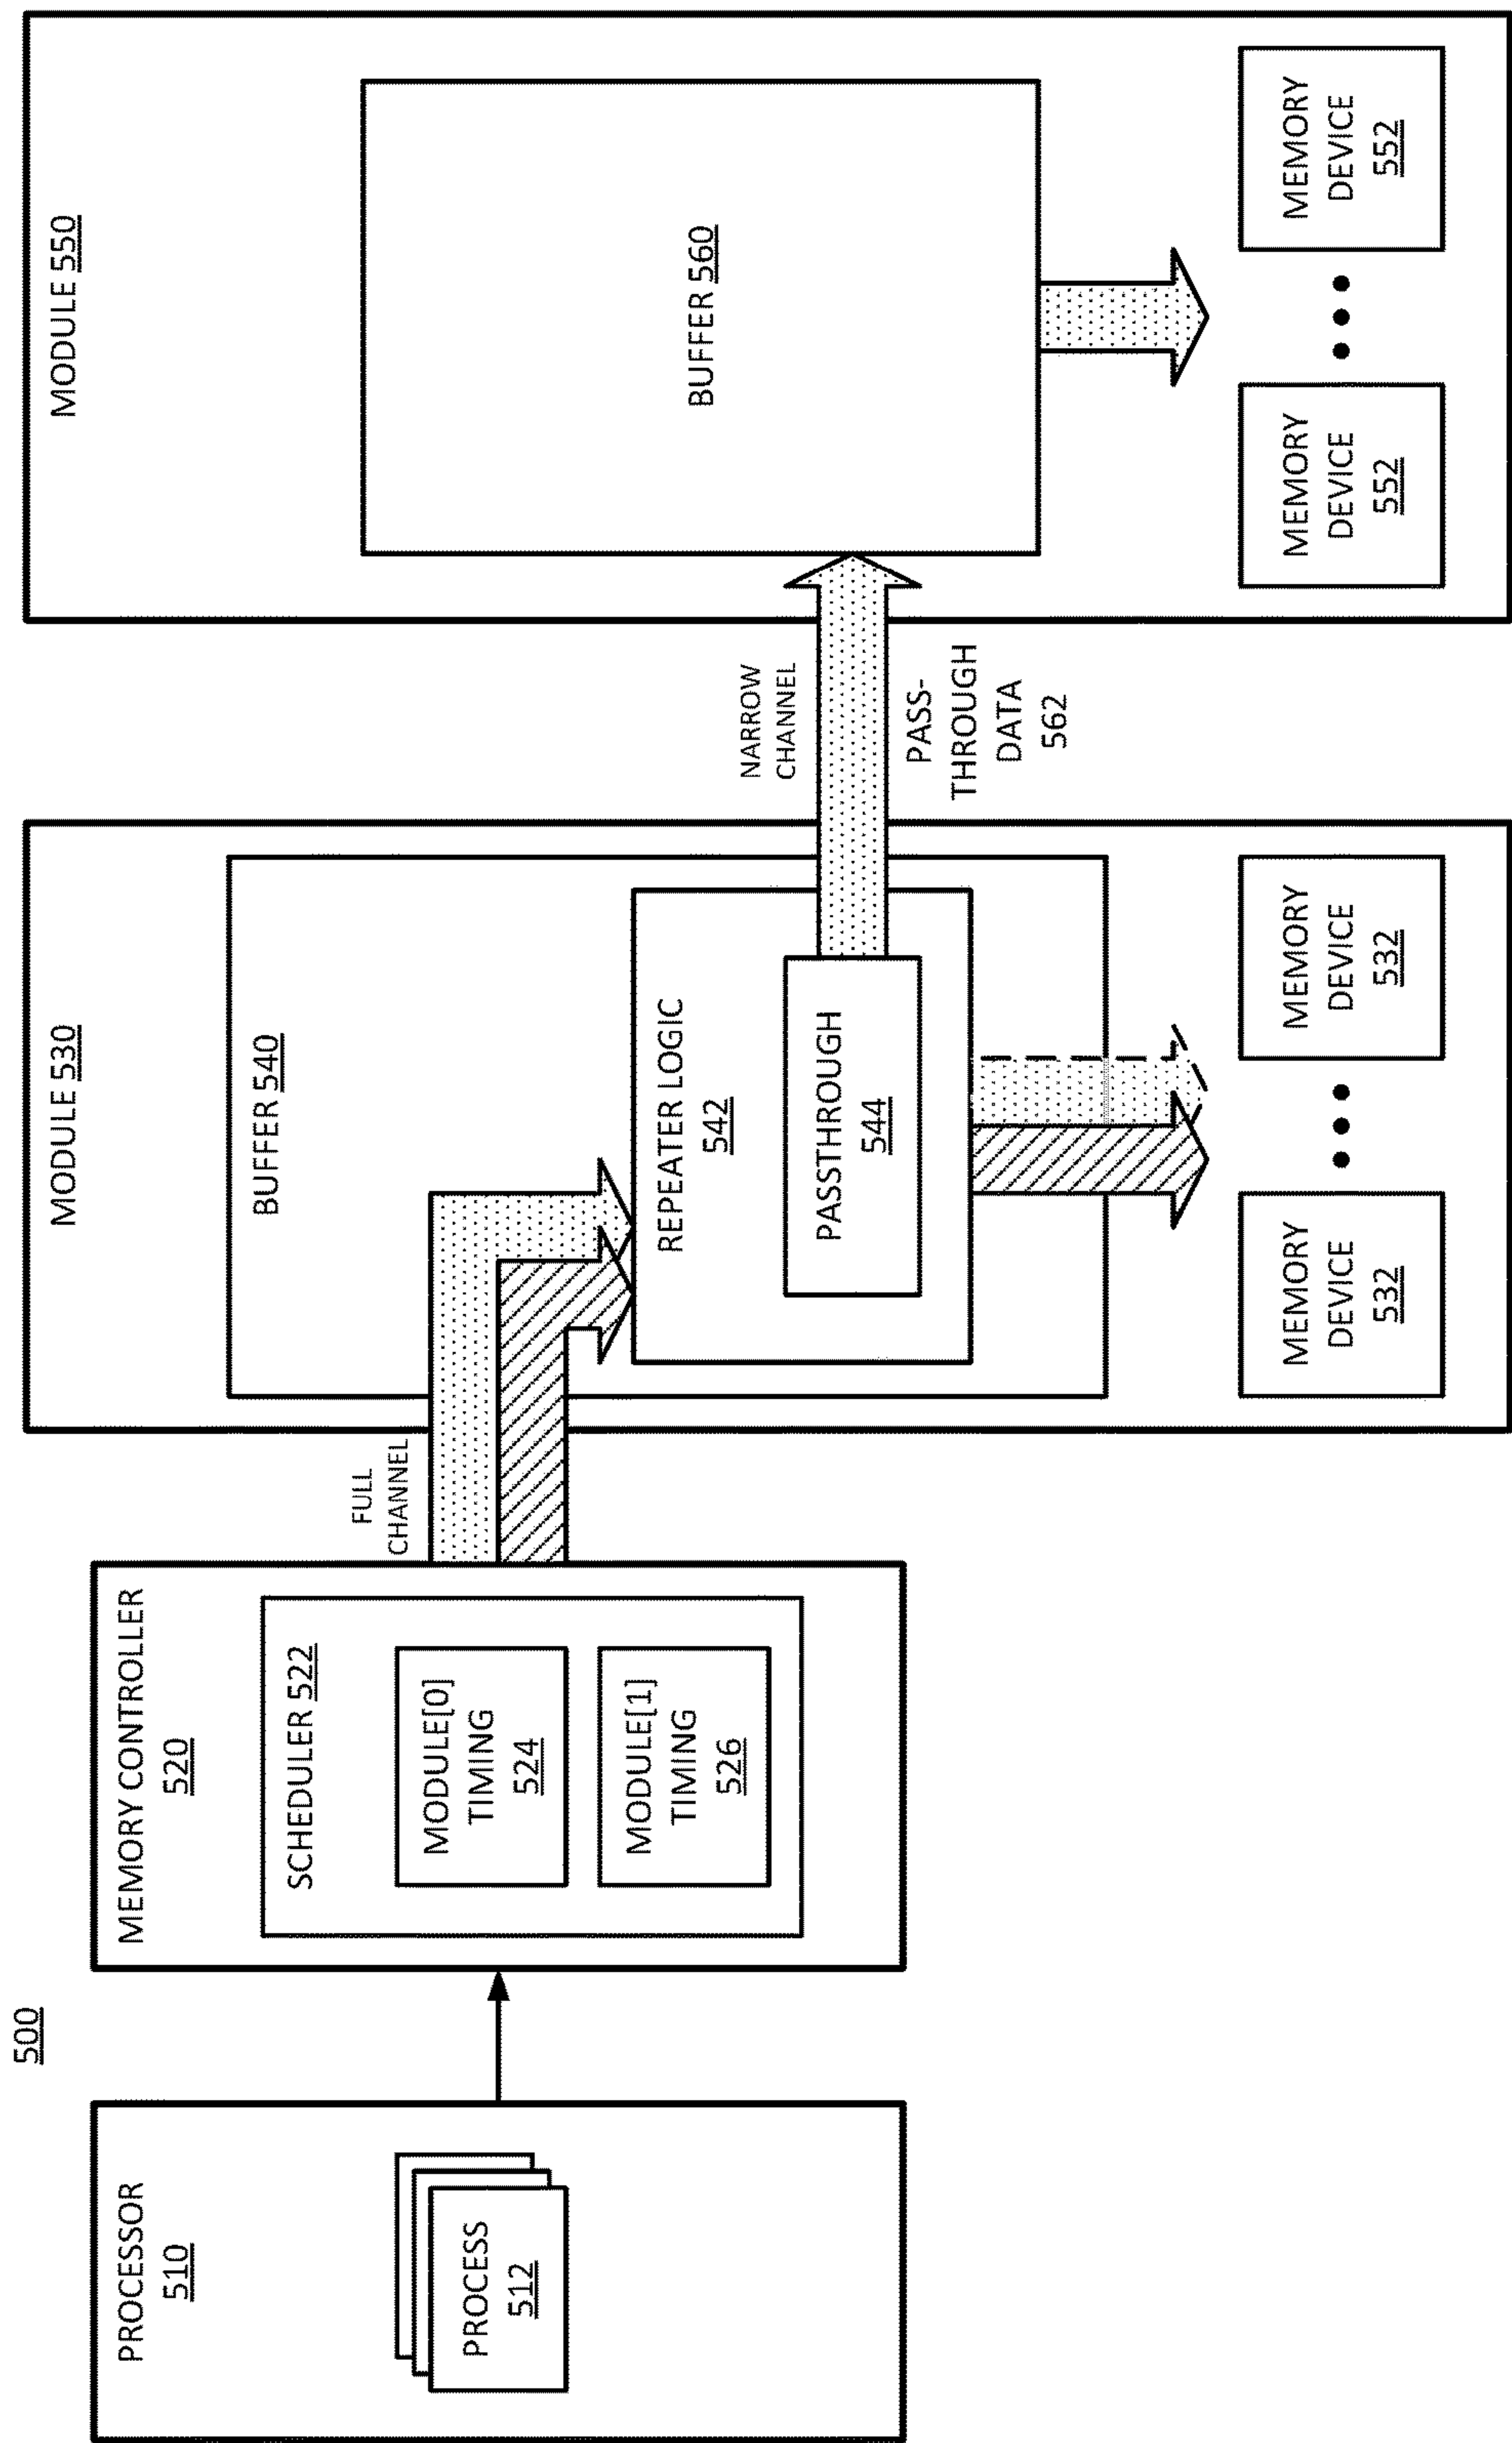 500
PROCESSOR
510
PROCESS
512
MEMORY CONTROLLER
520
SCHEDULER 522
MODULE[0]
TIMING
524
MODULE[1]
TIMING
526
FULL
CHANNEL
MODULE 530
BUFFER 540
REPEATER LOGIC
542
PASSTHROUGH
544
MEMORY
DEVICE
532
MEMORY
DEVICE
532
NARROW
CHANNEL
PASS-
THROUGH
DATA
562
MODULE 550
BUFFER 560
MEMORY
DEVICE
552
MEMORY
DEVICE
552